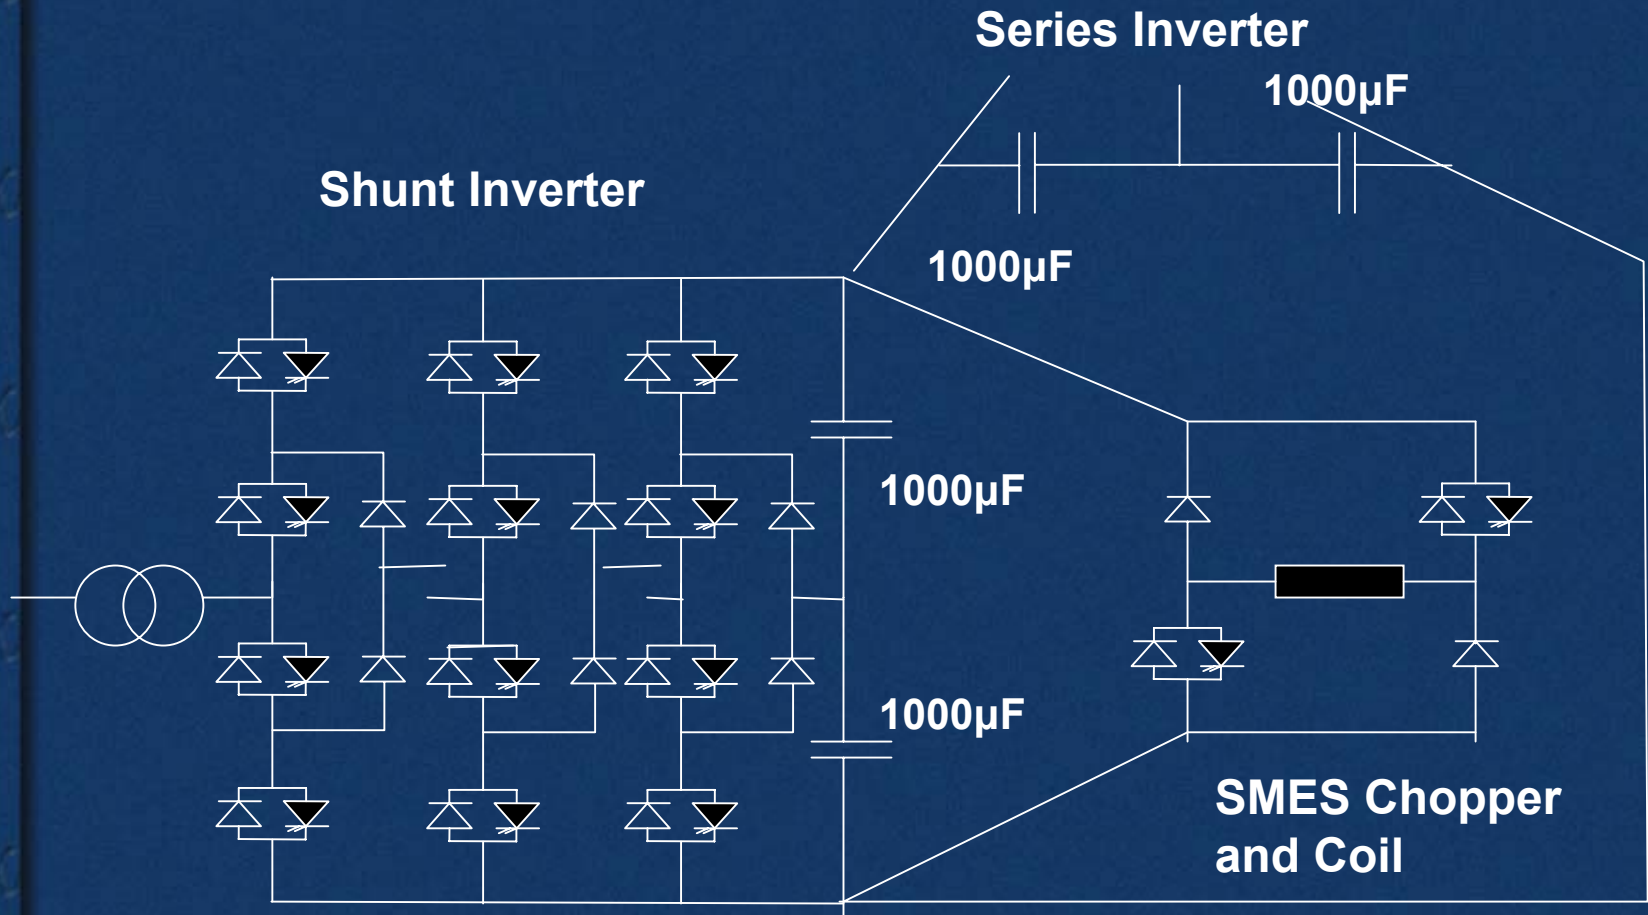 Series Inverter
1000µF
Shunt Inverter
1000µF
1000µF
1000µF
SMES Chopper
and Coil